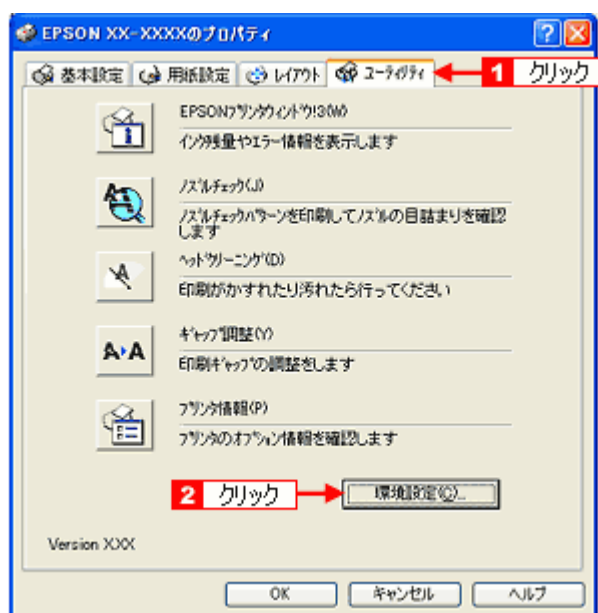 EPSON XX-XXXXのプロパティ
基本設定 用紙設定 レイアウト ユーティリティ 1 クリック
EPSONプリンタウィンドウ!3(W)
インク残量やエラー情報を表示します
ノズルチェック(J)
ノズルチェックパターンを印刷してノズルの目詰まりを確認
します
ヘッドクリーニング(D)
印刷がかすれたり汚れたら行ってください
ギャップ調整(Y)
印刷ギャップの調整をします
プリンタ情報(P)
プリンタのオプション情報を確認します
2 クリック 環境設定(C)...
Version X.XX
OK キャンセル ヘルプ